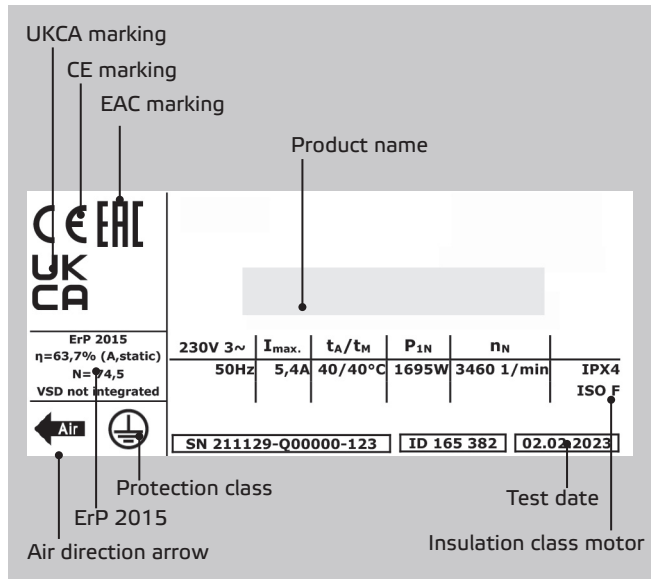 UKCA marking
CE marking
EAC marking
Product name
CE EAC
UK
CA
ErP 2015
η=63,7% (A,static)
N= 74,5
VSD not integrated
230V 3~ Imax. tA/tM P1N nN
50Hz 5,4A 40/40°C 1695W 3460 1/min IPX4
ISO F
Air
SN 211129-Q00000-123 ID 165 382 02.02.2023
Protection class
Test date
ErP 2015
Insulation class motor
Air direction arrow